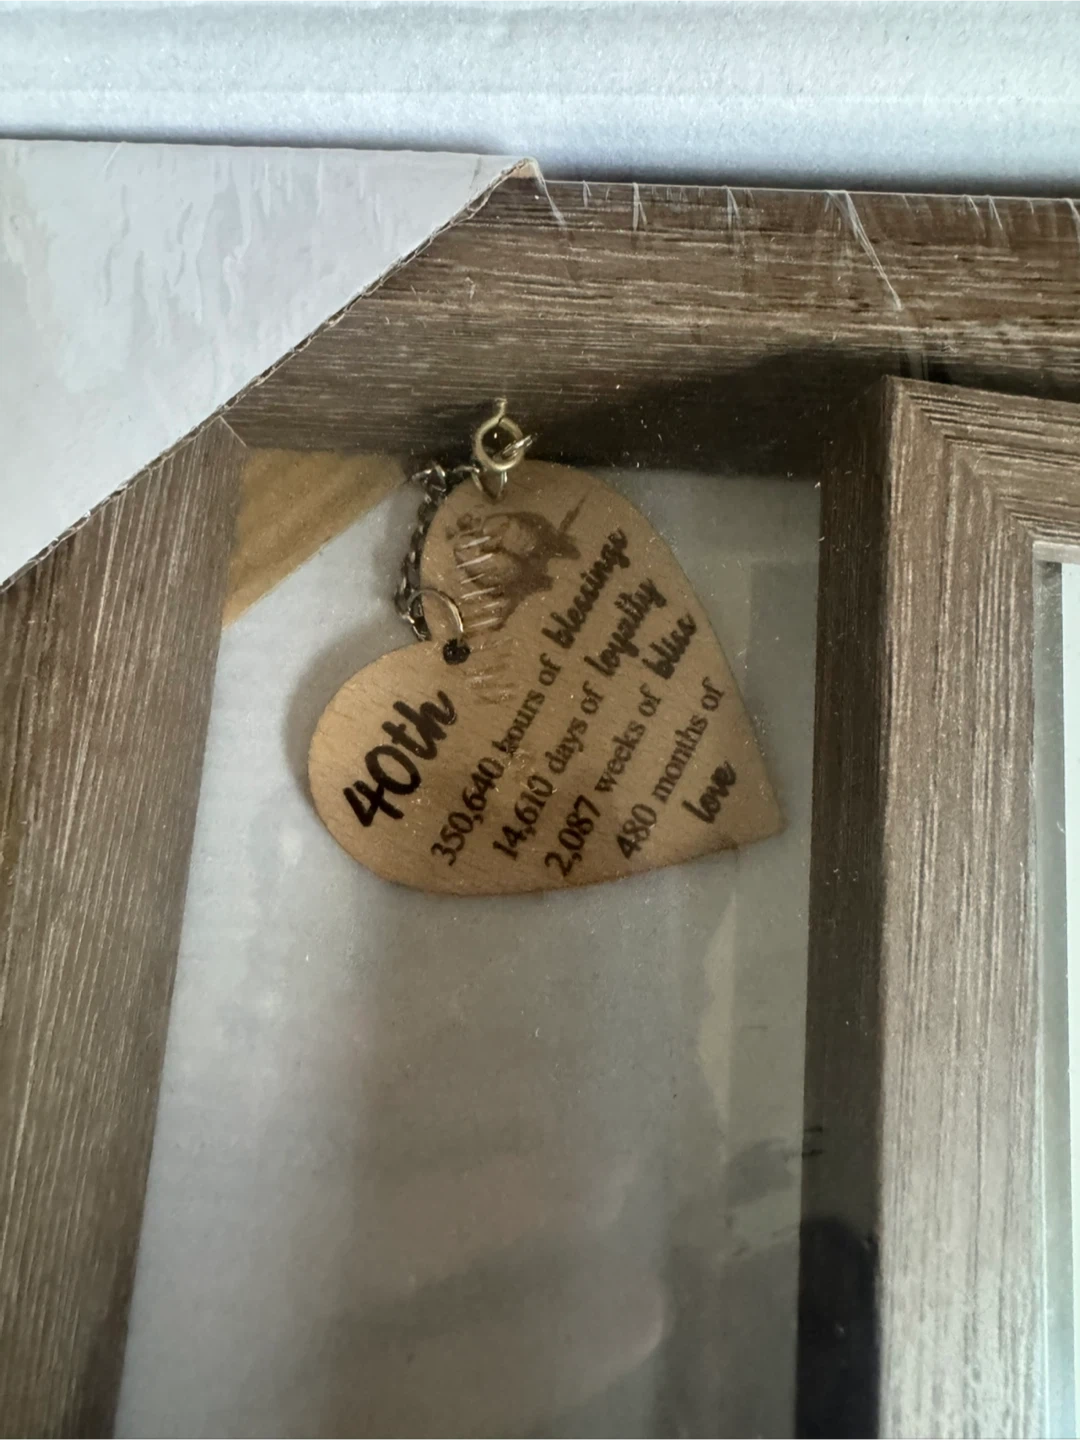 40th
350,640 hours of blessings
14,610 days of loyalty
2,087 weeks of bliss
480 months of
love